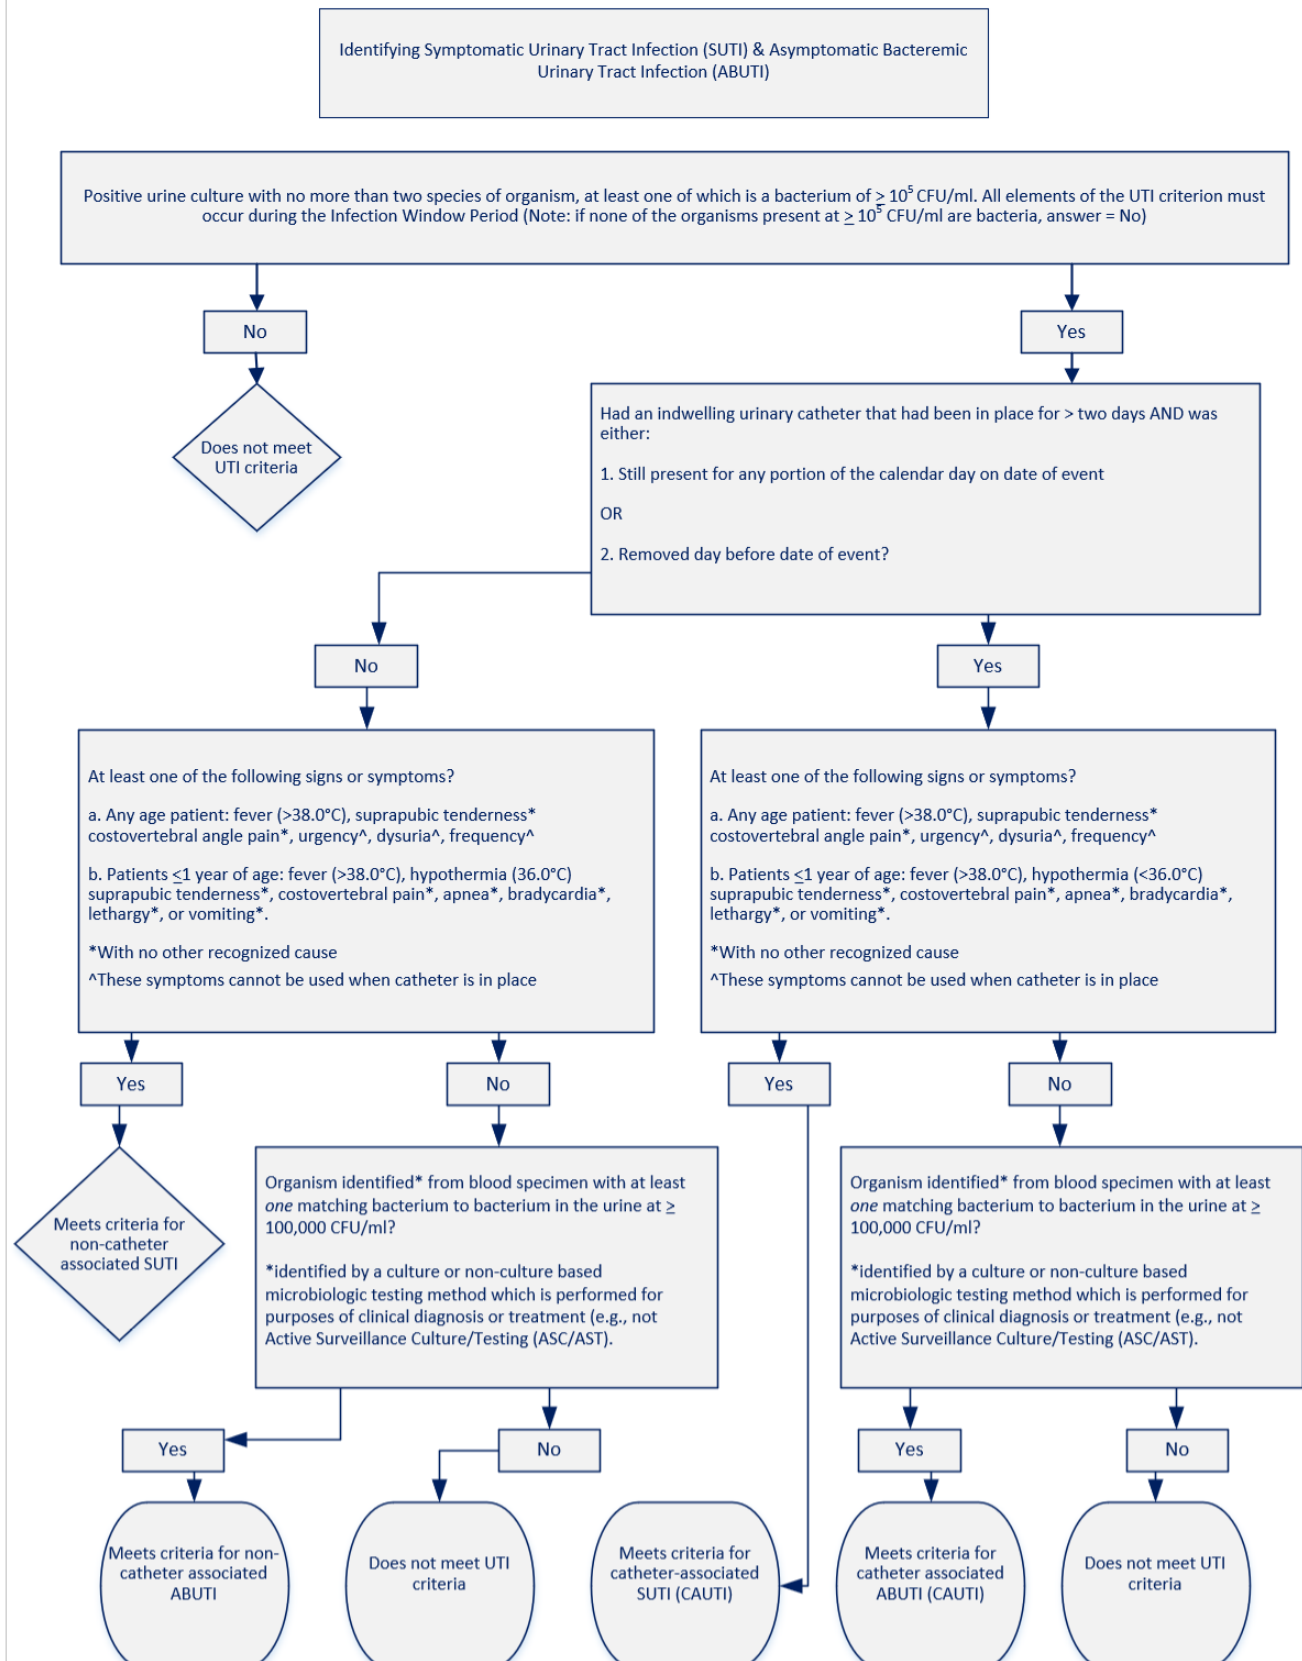 Identifying Symptomatic Urinary Tract Infection (SUTI) & Asymptomatic Bacteremic
Urinary Tract Infection (ABUTI)
Positive urine culture with no more than two species of organism, at least one of which is a bacterium of ≥ 10⁵ CFU/ml. All elements of the UTI criterion must
occur during the Infection Window Period (Note: if none of the organisms present at ≥ 10⁵ CFU/ml are bacteria, answer = No)
No
Yes
Does not meet
UTI criteria
Had an indwelling urinary catheter that had been in place for > two days AND was
either:
1. Still present for any portion of the calendar day on date of event
OR
2. Removed day before date of event?
No
Yes
At least one of the following signs or symptoms?
a. Any age patient: fever (>38.0°C), suprapubic tenderness*
costovertebral angle pain*, urgency^, dysuria^, frequency^
b. Patients ≤1 year of age: fever (>38.0°C), hypothermia (36.0°C)
suprapubic tenderness*, costovertebral pain*, apnea*, bradycardia*,
lethargy*, or vomiting*.
*With no other recognized cause
^These symptoms cannot be used when catheter is in place
At least one of the following signs or symptoms?
a. Any age patient: fever (>38.0°C), suprapubic tenderness*
costovertebral angle pain*, urgency^, dysuria^, frequency^
b. Patients ≤1 year of age: fever (>38.0°C), hypothermia (<36.0°C)
suprapubic tenderness*, costovertebral pain*, apnea*, bradycardia*,
lethargy*, or vomiting*.
*With no other recognized cause
^These symptoms cannot be used when catheter is in place
Yes
No
Yes
No
Meets criteria for
non-catheter
associated SUTI
Organism identified* from blood specimen with at least
one matching bacterium to bacterium in the urine at ≥
100,000 CFU/ml?
*identified by a culture or non-culture based
microbiologic testing method which is performed for
purposes of clinical diagnosis or treatment (e.g., not
Active Surveillance Culture/Testing (ASC/AST).
Organism identified* from blood specimen with at least
one matching bacterium to bacterium in the urine at ≥
100,000 CFU/ml?
*identified by a culture or non-culture based
microbiologic testing method which is performed for
purposes of clinical diagnosis or treatment (e.g., not
Active Surveillance Culture/Testing (ASC/AST).
Yes
No
Yes
No
Meets criteria for non-
catheter associated
ABUTI
Does not meet UTI
criteria
Meets criteria for
catheter-associated
SUTI (CAUTI)
Meets criteria for
catheter associated
ABUTI (CAUTI)
Does not meet UTI
criteria